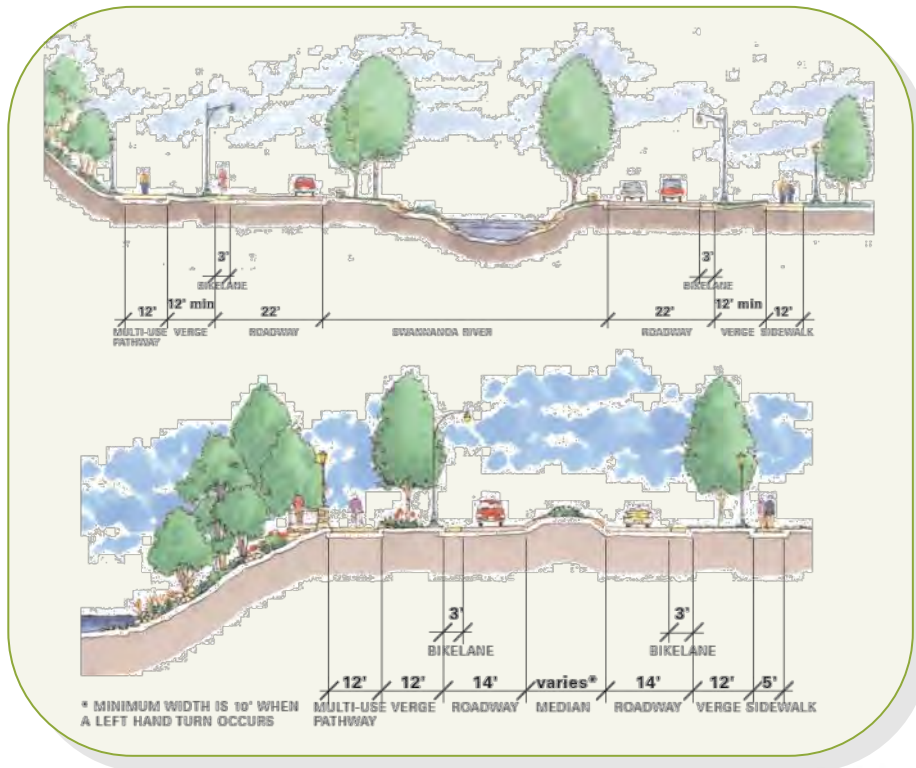 3'
3'
BIKELANE
BIKELANE
12'
12' min
22'
22'
12' min
12'
MULTI-USE
PATHWAY
VERGE
ROADWAY
SWANNANOA RIVER
ROADWAY
VERGE
SIDEWALK
3'
3'
BIKELANE
BIKELANE
12'
12'
14'
varies*
14'
12'
5'
* MINIMUM WIDTH IS 10' WHEN
A LEFT HAND TURN OCCURS
MULTI-USE
PATHWAY
VERGE
ROADWAY
MEDIAN
ROADWAY
VERGE
SIDEWALK